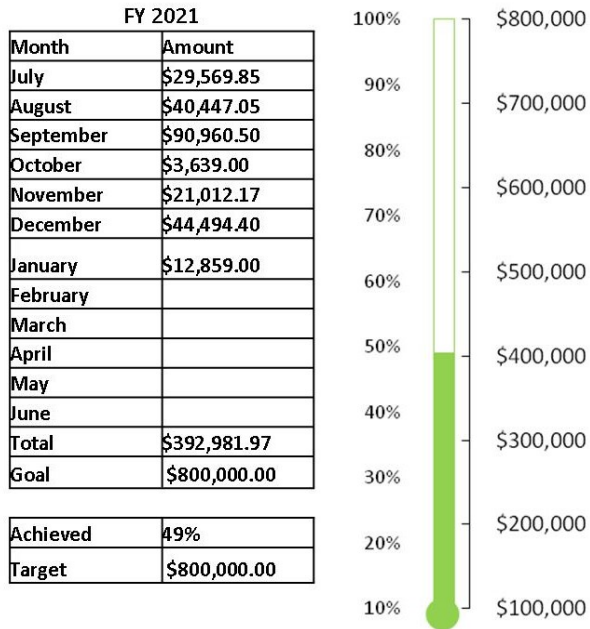 FY 2021
Month Amount
July $29,569.85
August $40,447.05
September $90,960.50
October $3,639.00
November $21,012.17
December $44,494.40
January $12,859.00
February
March
April
May
June
Total $392,981.97
Goal $800,000.00
Achieved 49%
Target $800,000.00
100%
90%
80%
70%
60%
50%
40%
30%
20%
10%
$800,000
$700,000
$600,000
$500,000
$400,000
$300,000
$200,000
$100,000